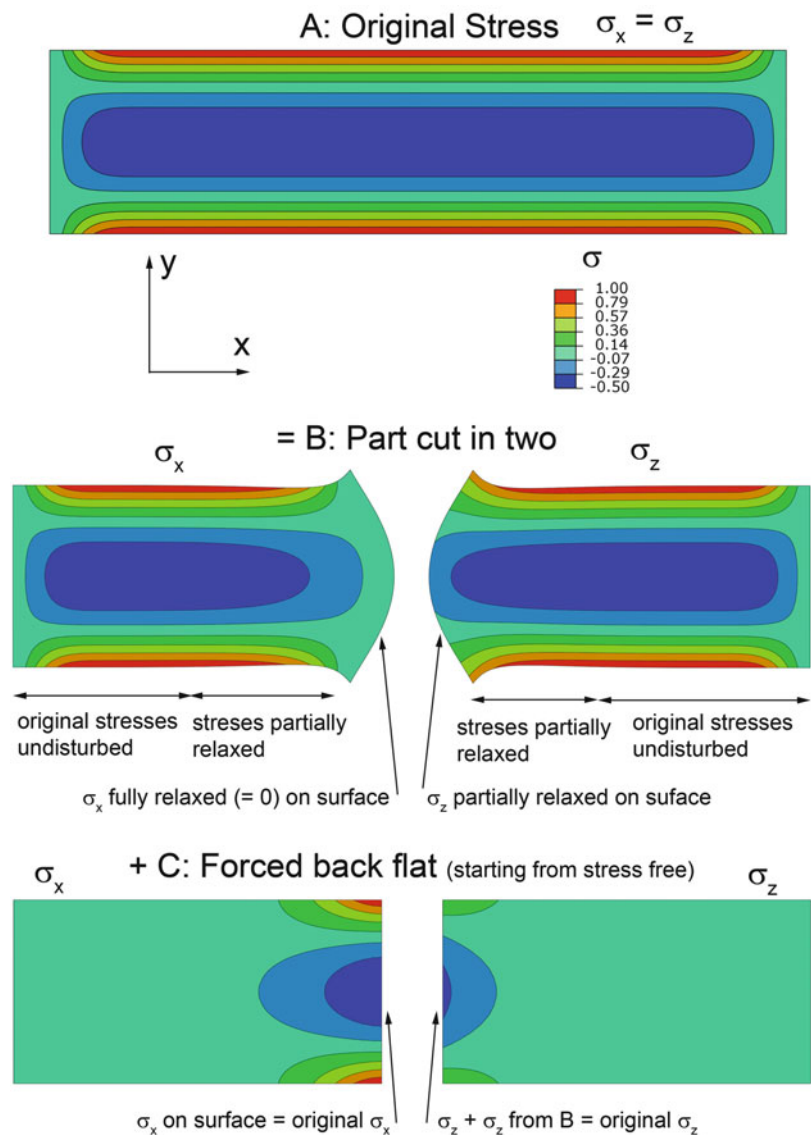 A: Original Stress σx = σz
y
x
σ
1.00
0.79
0.57
0.36
0.14
-0.07
-0.29
-0.50
= B: Part cut in two
σx
σz
original stresses
undisturbed
streses partially
relaxed
streses partially
relaxed
original stresses
undisturbed
σx fully relaxed (= 0) on surface
σz partially relaxed on suface
+ C: Forced back flat (starting from stress free)
σx
σz
σx on surface = original σx
σz + σz from B = original σz